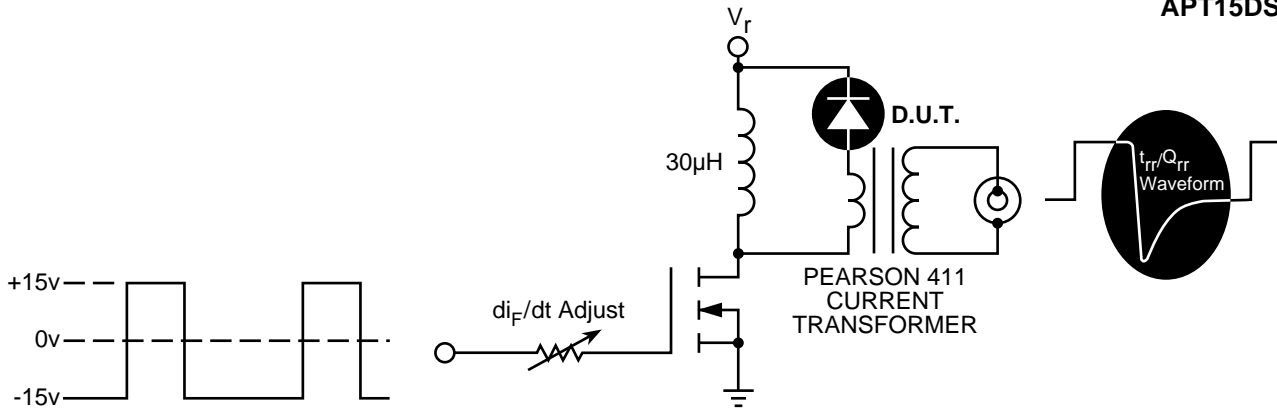 APT15DS
Vr
D.U.T.
30µH
trr/Qrr
Waveform
PEARSON 411
CURRENT
TRANSFORMER
+15v
diF/dt Adjust
0v
-15v